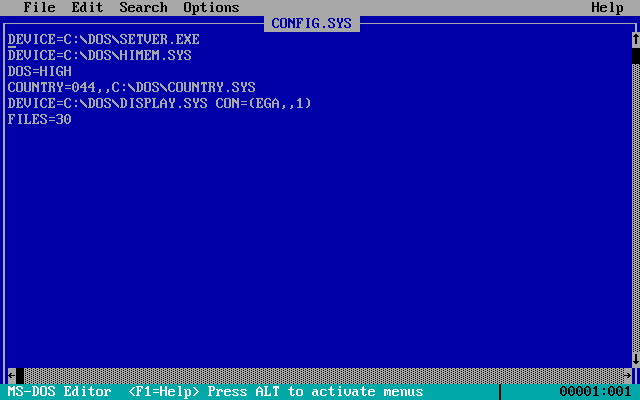 File Edit Search Options Help
CONFIG.SYS
DEVICE=C:\DOS\SETVER.EXE
DEVICE=C:\DOS\HIMEM.SYS
DOS=HIGH
COUNTRY=044,,C:\DOS\COUNTRY.SYS
DEVICE=C:\DOS\DISPLAY.SYS CON=(EGA,,1)
FILES=30
MS-DOS Editor <F1=Help> Press ALT to activate menus 00001:001